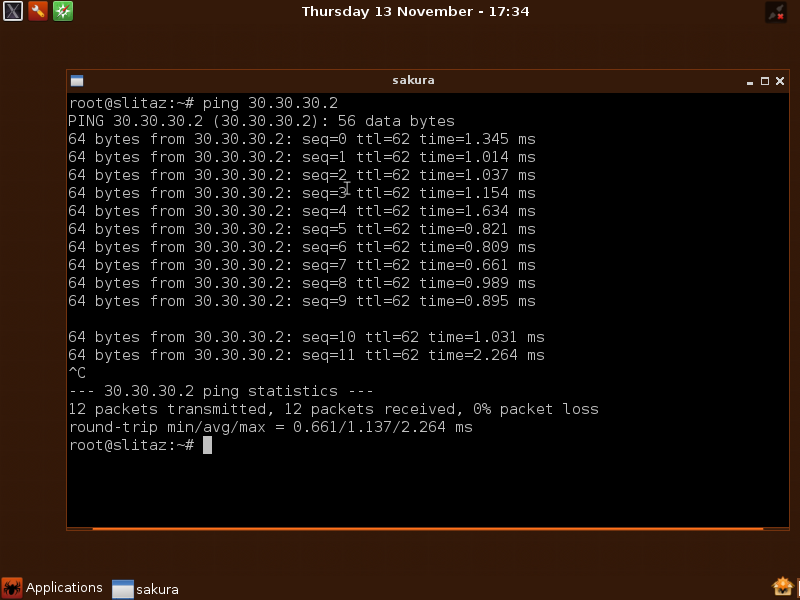 Thursday 13 November - 17:34
sakura
root@slitaz:~# ping 30.30.30.2
PING 30.30.30.2 (30.30.30.2): 56 data bytes
64 bytes from 30.30.30.2: seq=0 ttl=62 time=1.345 ms
64 bytes from 30.30.30.2: seq=1 ttl=62 time=1.014 ms
64 bytes from 30.30.30.2: seq=2 ttl=62 time=1.037 ms
64 bytes from 30.30.30.2: seq=3 ttl=62 time=1.154 ms
64 bytes from 30.30.30.2: seq=4 ttl=62 time=1.634 ms
64 bytes from 30.30.30.2: seq=5 ttl=62 time=0.821 ms
64 bytes from 30.30.30.2: seq=6 ttl=62 time=0.809 ms
64 bytes from 30.30.30.2: seq=7 ttl=62 time=0.661 ms
64 bytes from 30.30.30.2: seq=8 ttl=62 time=0.989 ms
64 bytes from 30.30.30.2: seq=9 ttl=62 time=0.895 ms
64 bytes from 30.30.30.2: seq=10 ttl=62 time=1.031 ms
64 bytes from 30.30.30.2: seq=11 ttl=62 time=2.264 ms
^C
--- 30.30.30.2 ping statistics ---
12 packets transmitted, 12 packets received, 0% packet loss
round-trip min/avg/max = 0.661/1.137/2.264 ms
root@slitaz:~#
Applications
sakura